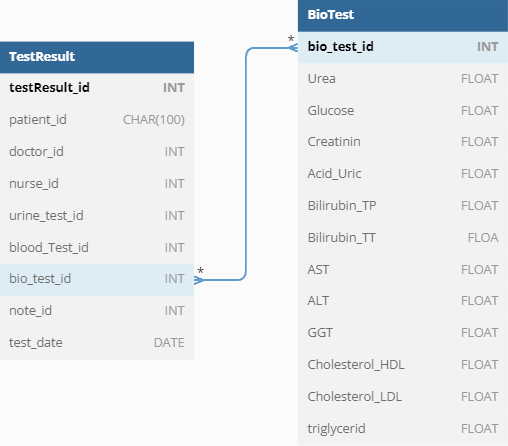 TestResult
testResult_id INT
patient_id CHAR(100)
doctor_id INT
nurse_id INT
urine_test_id INT
blood_Test_id INT
bio_test_id INT
note_id INT
test_date DATE
*
*
BioTest
bio_test_id INT
Urea FLOAT
Glucose FLOAT
Creatinin FLOAT
Acid_Uric FLOAT
Bilirubin_TP FLOAT
Bilirubin_TT FLOA
AST FLOAT
ALT FLOAT
GGT FLOAT
Cholesterol_HDL FLOAT
Cholesterol_LDL FLOAT
triglycerid FLOAT